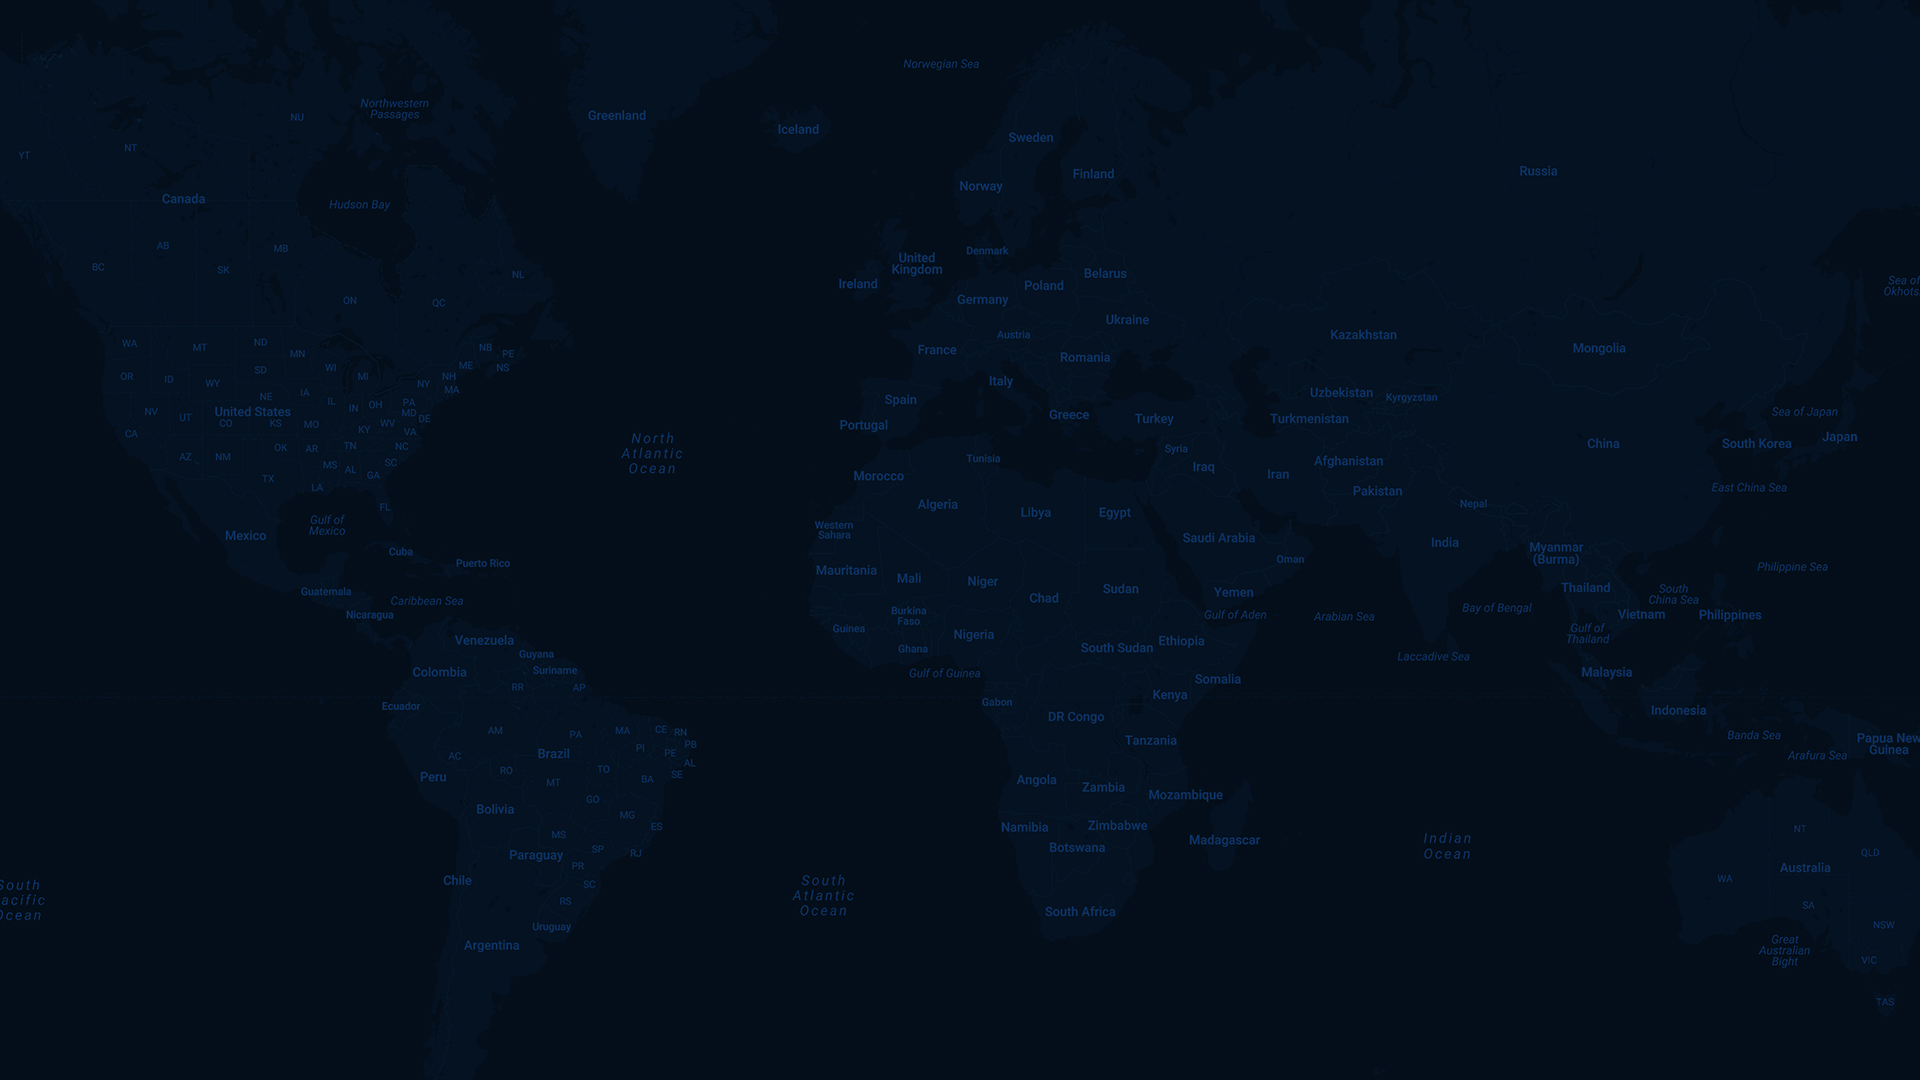 Norwegian Sea
Northwestern
Passages
NU
Greenland
Iceland
Sweden
NT
YT
Finland
Russia
Norway
Canada
Hudson Bay
AB
MB
Denmark
United
Kingdom
BC
SK
NL
Belarus
Ireland
Poland
Sea of
Okhots
ON
QC
Germany
Ukraine
Austria
Kazakhstan
WA
MT
ND
MN
NB
PE
France
Mongolia
Romania
OR
ID
WY
SD
WI
MI
NY
NH
ME
NS
MA
Italy
NE
IA
IL
IN
OH
PA
Uzbekistan
Kyrgyzstan
Spain
NV
UT
United States
CO
KS
MO
KY
WV
MD
DE
VA
Portugal
Greece
Turkey
Turkmenistan
Sea of Japan
CA
North
Atlantic
Ocean
China
South Korea
Japan
AZ
NM
OK
AR
TN
NC
SC
Tunisia
Syria
Iraq
Iran
Afghanistan
TX
LA
MS
AL
GA
Morocco
Pakistan
East China Sea
FL
Algeria
Libya
Egypt
Nepal
Gulf of
Mexico
Mexico
Western
Sahara
Saudi Arabia
India
Myanmar
(Burma)
Cuba
Puerto Rico
Oman
Philippine Sea
Mauritania
Mali
Niger
Chad
Sudan
Yemen
Thailand
South
China Sea
Guatemala
Caribbean Sea
Nicaragua
Burkina
Faso
Gulf of Aden
Arabian Sea
Bay of Bengal
Vietnam
Philippines
Guinea
Nigeria
Gulf of
Thailand
Venezuela
Ghana
South Sudan
Ethiopia
Guyana
Laccadive Sea
Colombia
Suriname
Gulf of Guinea
Somalia
Malaysia
RR
AP
Ecuador
Gabon
Kenya
Indonesia
DR Congo
AM
PA
MA
CE
RN
PB
PI
PE
AL
SE
Tanzania
Banda Sea
Papua New
Guinea
Arafura Sea
AC
Brazil
RO
TO
BA
MT
Peru
Angola
Zambia
Mozambique
Bolivia
GO
MG
ES
Namibia
Zimbabwe
Madagascar
Indian
Ocean
NT
MS
Botswana
Paraguay
SP
RJ
PR
QLD
Australia
Chile
SC
South
Atlantic
Ocean
WA
South
acific
Ocean
RS
South Africa
SA
Uruguay
NSW
Argentina
Great
Australian
Bight
VIC
TAS